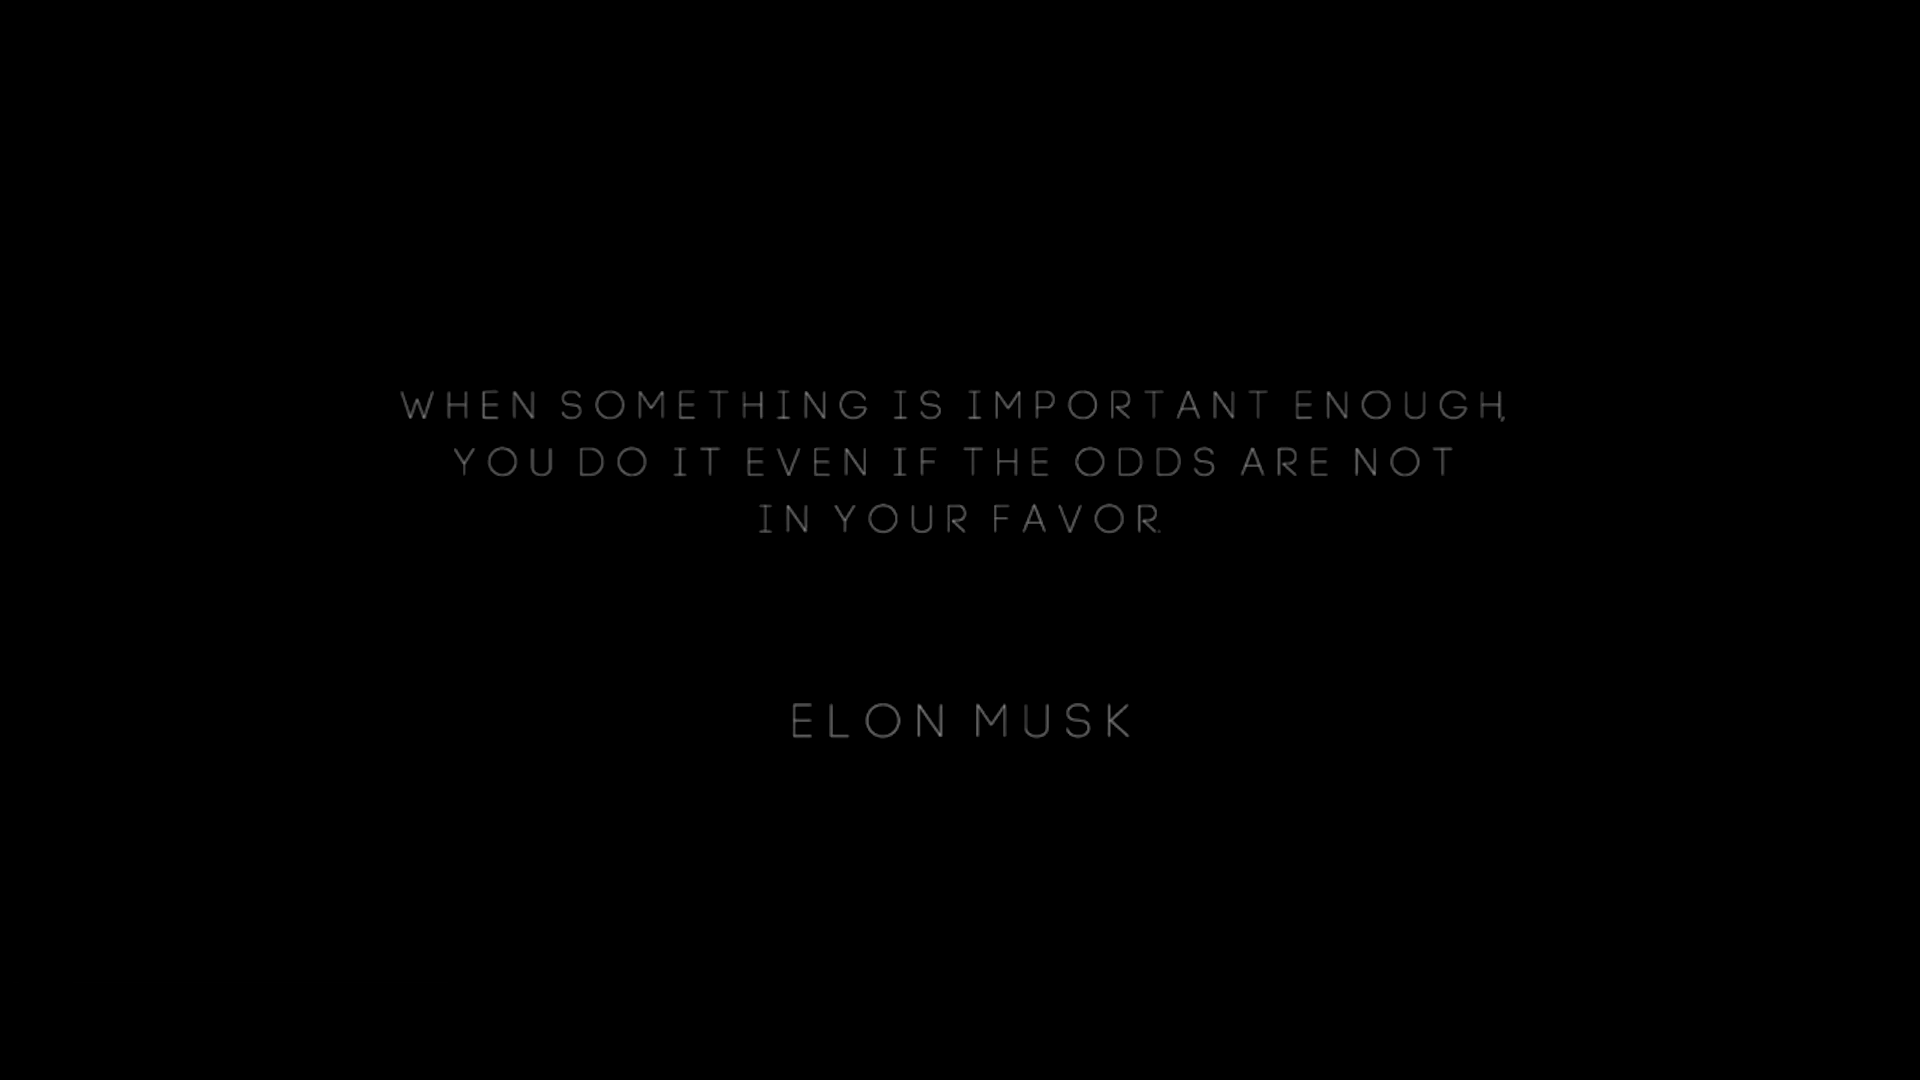 WHEN SOMETHING IS IMPORTANT ENOUGH,
YOU DO IT EVEN IF THE ODDS ARE NOT
IN YOUR FAVOR.
ELON MUSK